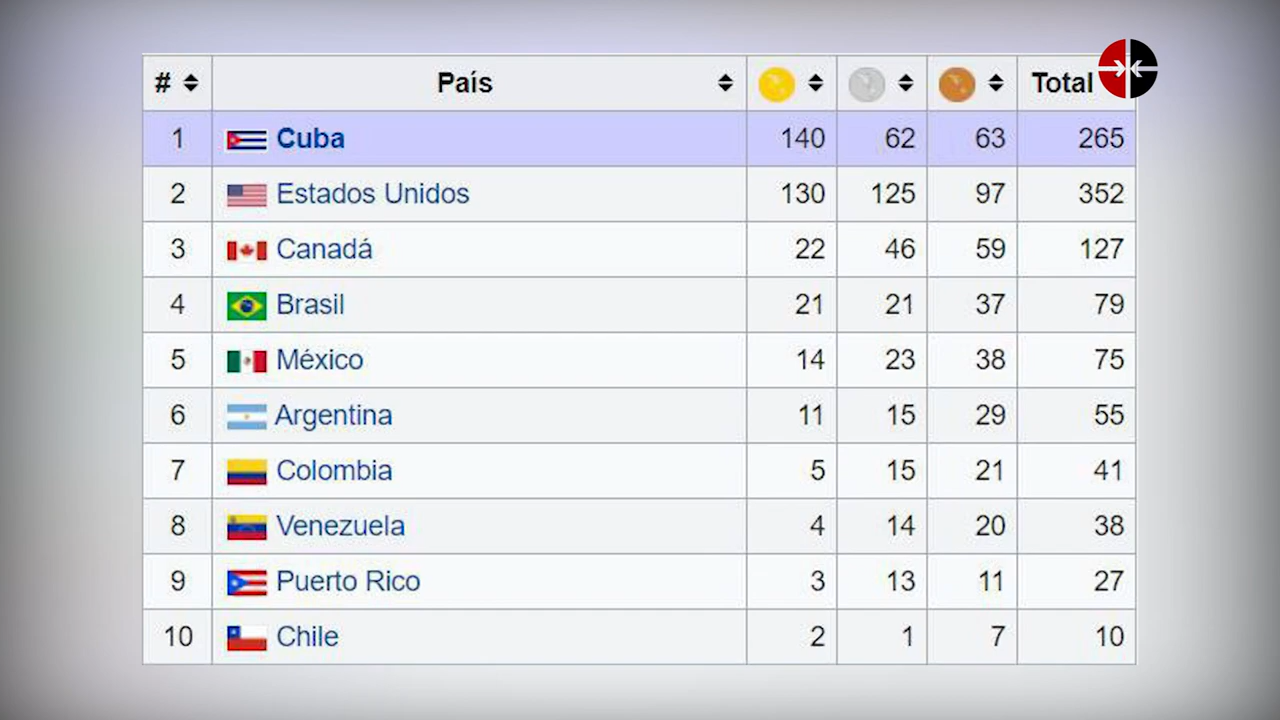 # País Total
1 Cuba 140 62 63 265
2 Estados Unidos 130 125 97 352
3 Canadá 22 46 59 127
4 Brasil 21 21 37 79
5 México 14 23 38 75
6 Argentina 11 15 29 55
7 Colombia 5 15 21 41
8 Venezuela 4 14 20 38
9 Puerto Rico 3 13 11 27
10 Chile 2 1 7 10